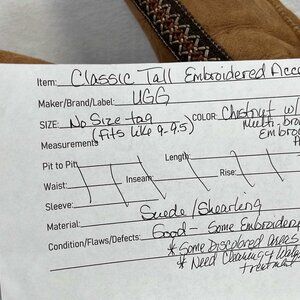 Item: Classic Tall Embroidered Acco
Maker/Brand/Label: UGG
SIZE: No Size tag COLOR: Chestnut w/
(fits like 9-9.5) Multi-brow
Measurements Embro
Pit to Pit: Length:
Waist: Inseam: Rise:
Sleeve:
Material: Suede/Shearling
Condition/Flaws/Defects: Good - Some Embroidery
* Some Discolored areas
* Need Cleaning &
treatment